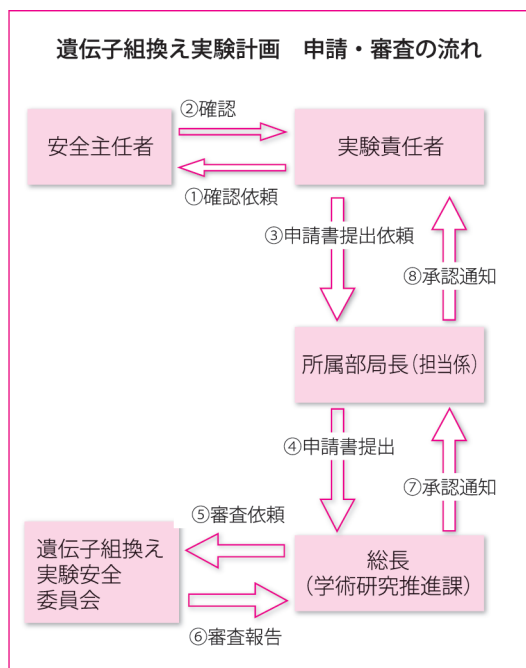 遺伝子組換え実験計画　申請・審査の流れ
②確認
安全主任者
実験責任者
①確認依頼
③申請書提出依頼
⑧承認通知
所属部局長（担当係）
④申請書提出
⑦承認通知
⑤審査依頼
遺伝子組換え
実験安全
委員会
総長
（学術研究推進課）
⑥審査報告